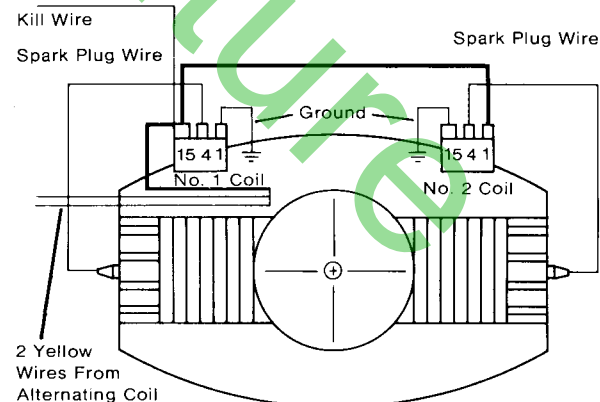 Kill Wire
Spark Plug Wire
Spark Plug Wire
Ground
15 4 1
15 4 1
No. 1 Coil
No. 2 Coil
2 Yellow
Wires From
Alternating Coil